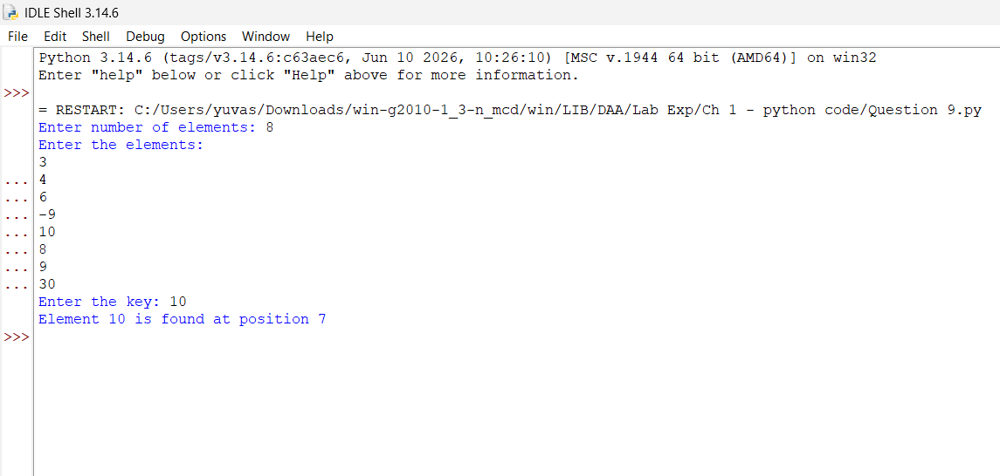 IDLE Shell 3.14.6
File Edit Shell Debug Options Window Help
Python 3.14.6 (tags/v3.14.6:c63aec6, Jun 10 2026, 10:26:10) [MSC v.1944 64 bit (AMD64)] on win32
Enter "help" below or click "Help" above for more information.
>>>
= RESTART: C:/Users/yuvas/Downloads/win-g2010-1_3-n_mcd/win/LIB/DAA/Lab Exp/Ch 1 - python code/Question 9.py
Enter number of elements: 8
Enter the elements:
3
... 4
... 6
... -9
... 10
... 8
... 9
... 30
Enter the key: 10
Element 10 is found at position 7
>>>